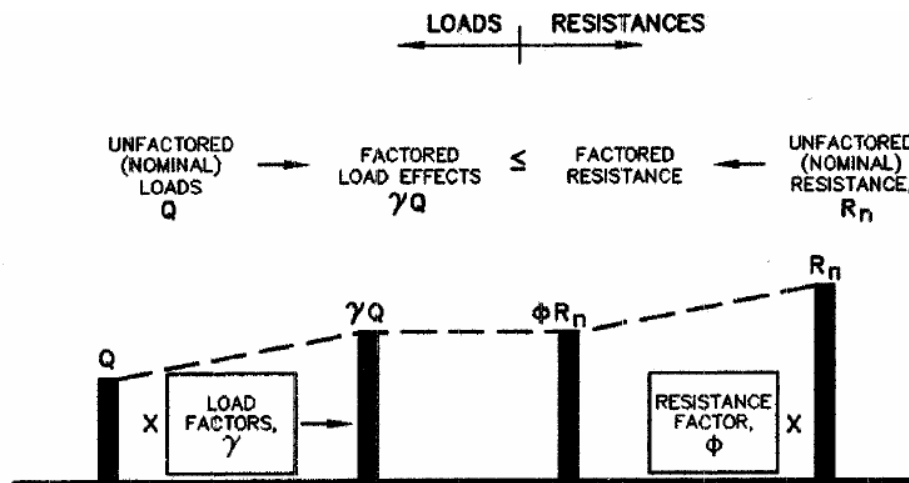 LOADS RESISTANCES
UNFACTORED
(NOMINAL)
LOADS
Q
FACTORED
LOAD EFFECTS
γQ
≤
FACTORED
RESISTANCE
UNFACTORED
(NOMINAL)
RESISTANCE,
Rn
Q
γQ
ϕRn
Rn
X
LOAD
FACTORS,
γ
RESISTANCE
FACTOR,
ϕ
X